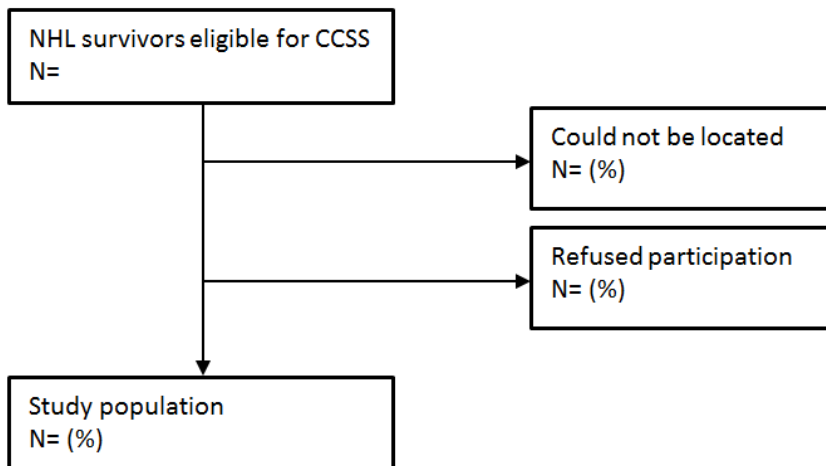 NHL survivors eligible for CCSS
N=
Could not be located
N= (%)
Refused participation
N= (%)
Study population
N= (%)